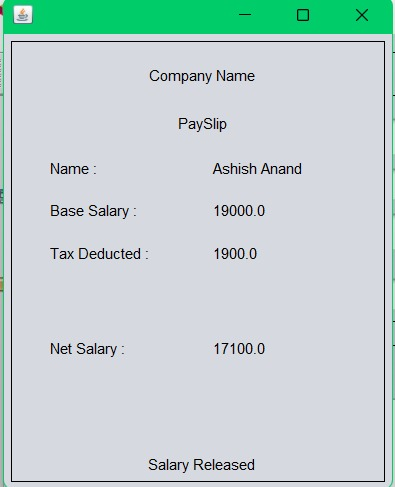 Company Name
PaySlip
Name : Ashish Anand
Base Salary : 19000.0
Tax Deducted : 1900.0
Net Salary : 17100.0
Salary Released